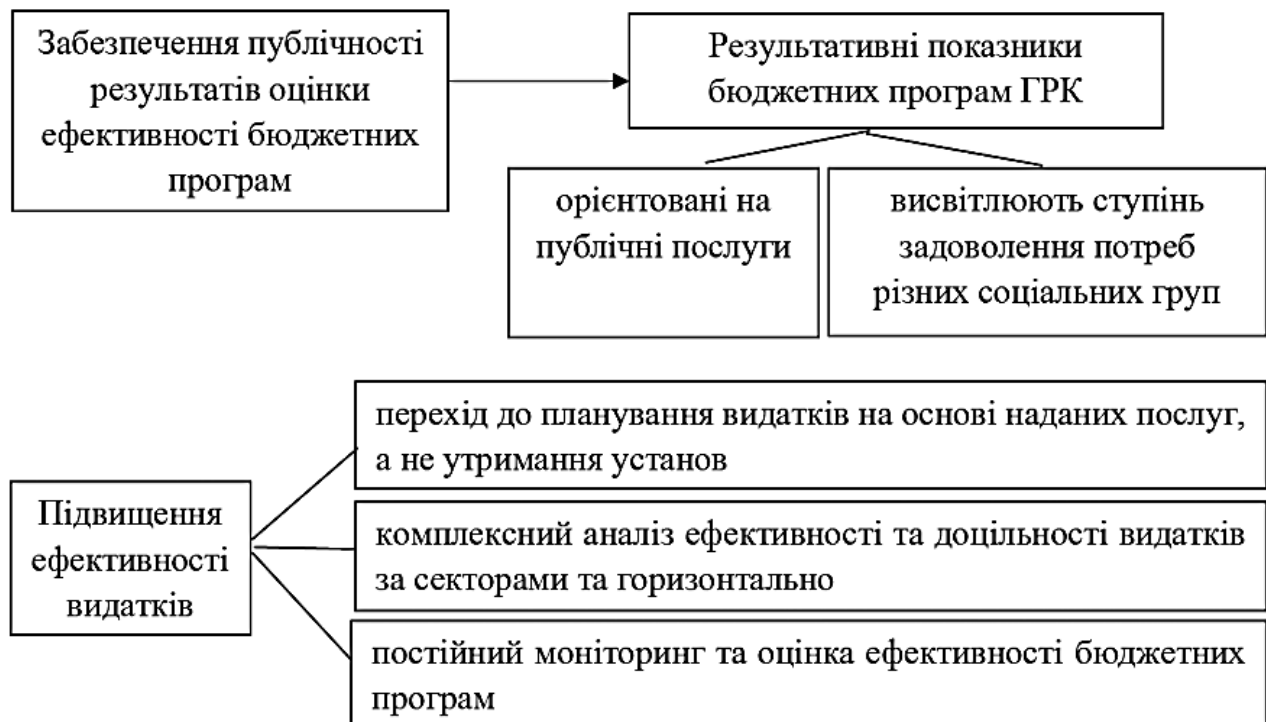 Забезпечення публічності
результатів оцінки
ефективності бюджетних
програм
Результативні показники
бюджетних програм ГРК
орієнтовані на
публічні послуги
висвітлюють ступінь
задоволення потреб
різних соціальних груп
Підвищення
ефективності
видатків
перехід до планування видатків на основі наданих послуг,
а не утримання установ
комплексний аналіз ефективності та доцільності видатків
за секторами та горизонтально
постійний моніторинг та оцінка ефективності бюджетних
програм